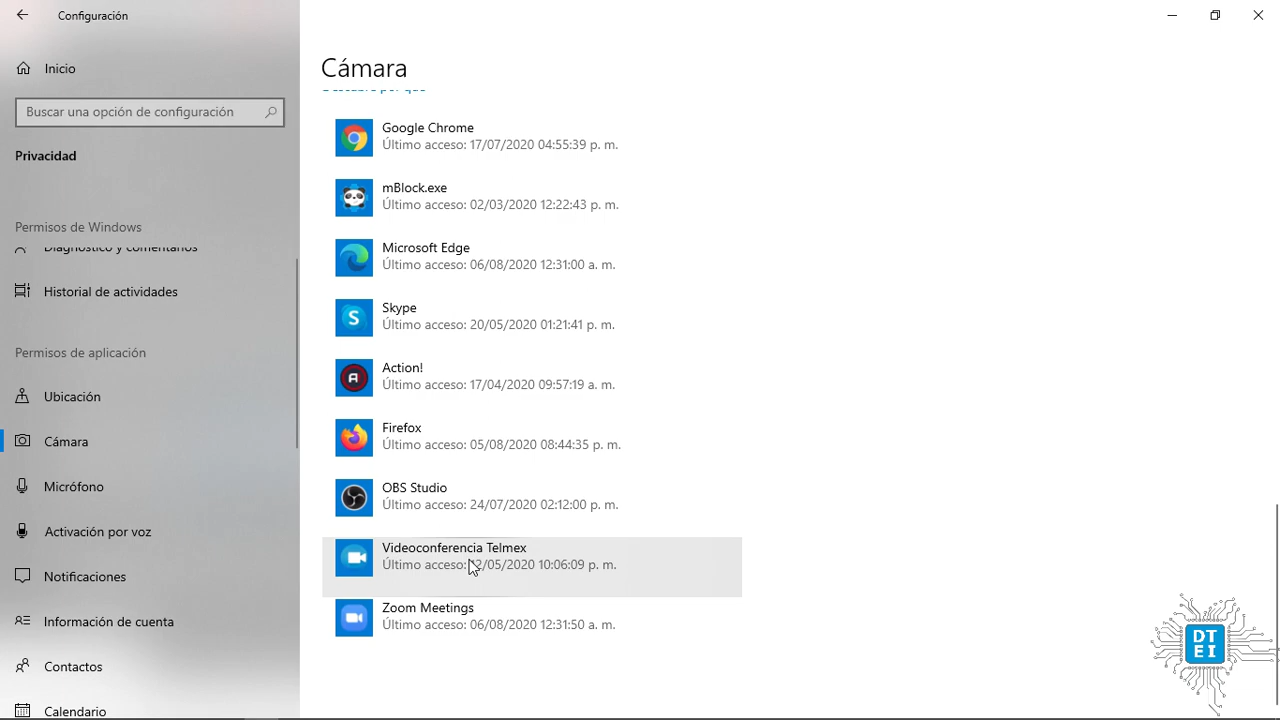 Configuración
Inicio
Buscar una opción de configuración
Privacidad
Permisos de Windows
Diagnóstico y comentarios
Historial de actividades
Permisos de aplicación
Ubicación
Cámara
Micrófono
Activación por voz
Notificaciones
Información de cuenta
Contactos
Calendario
Cámara
Descubre por qué
Google Chrome
Último acceso: 17/07/2020 04:55:39 p. m.
mBlock.exe
Último acceso: 02/03/2020 12:22:43 p. m.
Microsoft Edge
Último acceso: 06/08/2020 12:31:00 a. m.
Skype
Último acceso: 20/05/2020 01:21:41 p. m.
Action!
Último acceso: 17/04/2020 09:57:19 a. m.
Firefox
Último acceso: 05/08/2020 08:44:35 p. m.
OBS Studio
Último acceso: 24/07/2020 02:12:00 p. m.
Videoconferencia Telmex
Último acceso: 2/05/2020 10:06:09 p. m.
Zoom Meetings
Último acceso: 06/08/2020 12:31:50 a. m.
DT
EI